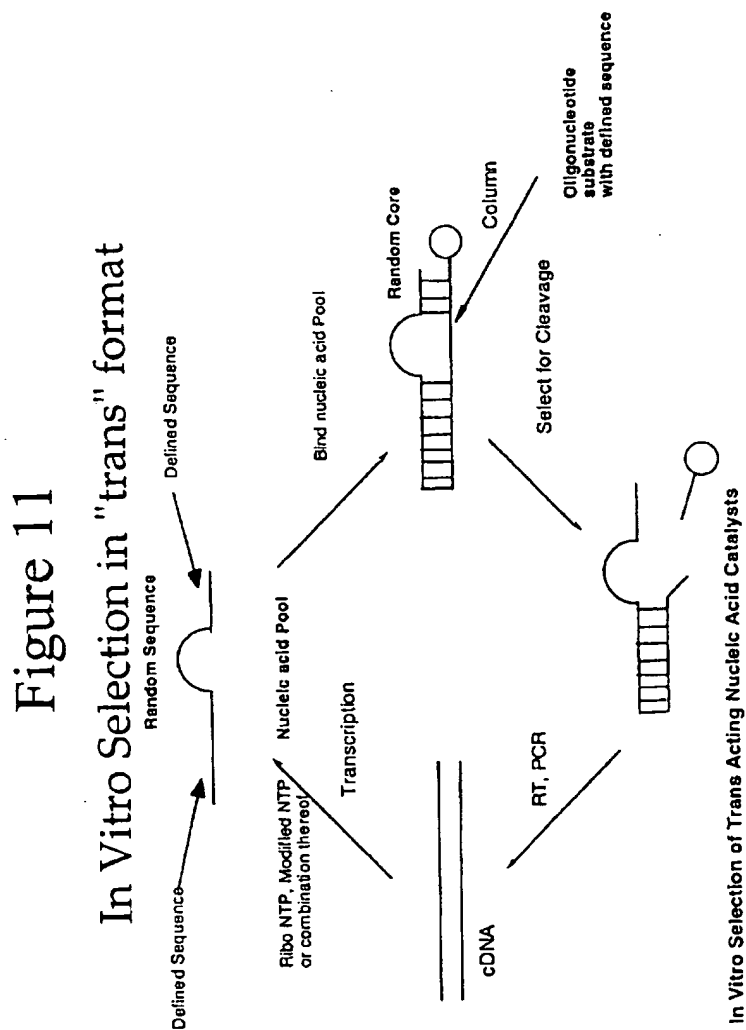 Figure 11
In Vitro Selection in "trans" format
Random Sequence
Defined Sequence
Defined Sequence
Nucleic acid Pool
Ribo NTP, Modified NTP
or combination thereof
Transcription
Bind nucleic acid Pool
Random Core
Column
Oligonucleotide
substrate
with defined sequence
Select for Cleavage
RT, PCR
cDNA
In Vitro Selection of Trans Acting Nucleic Acid Catalysts